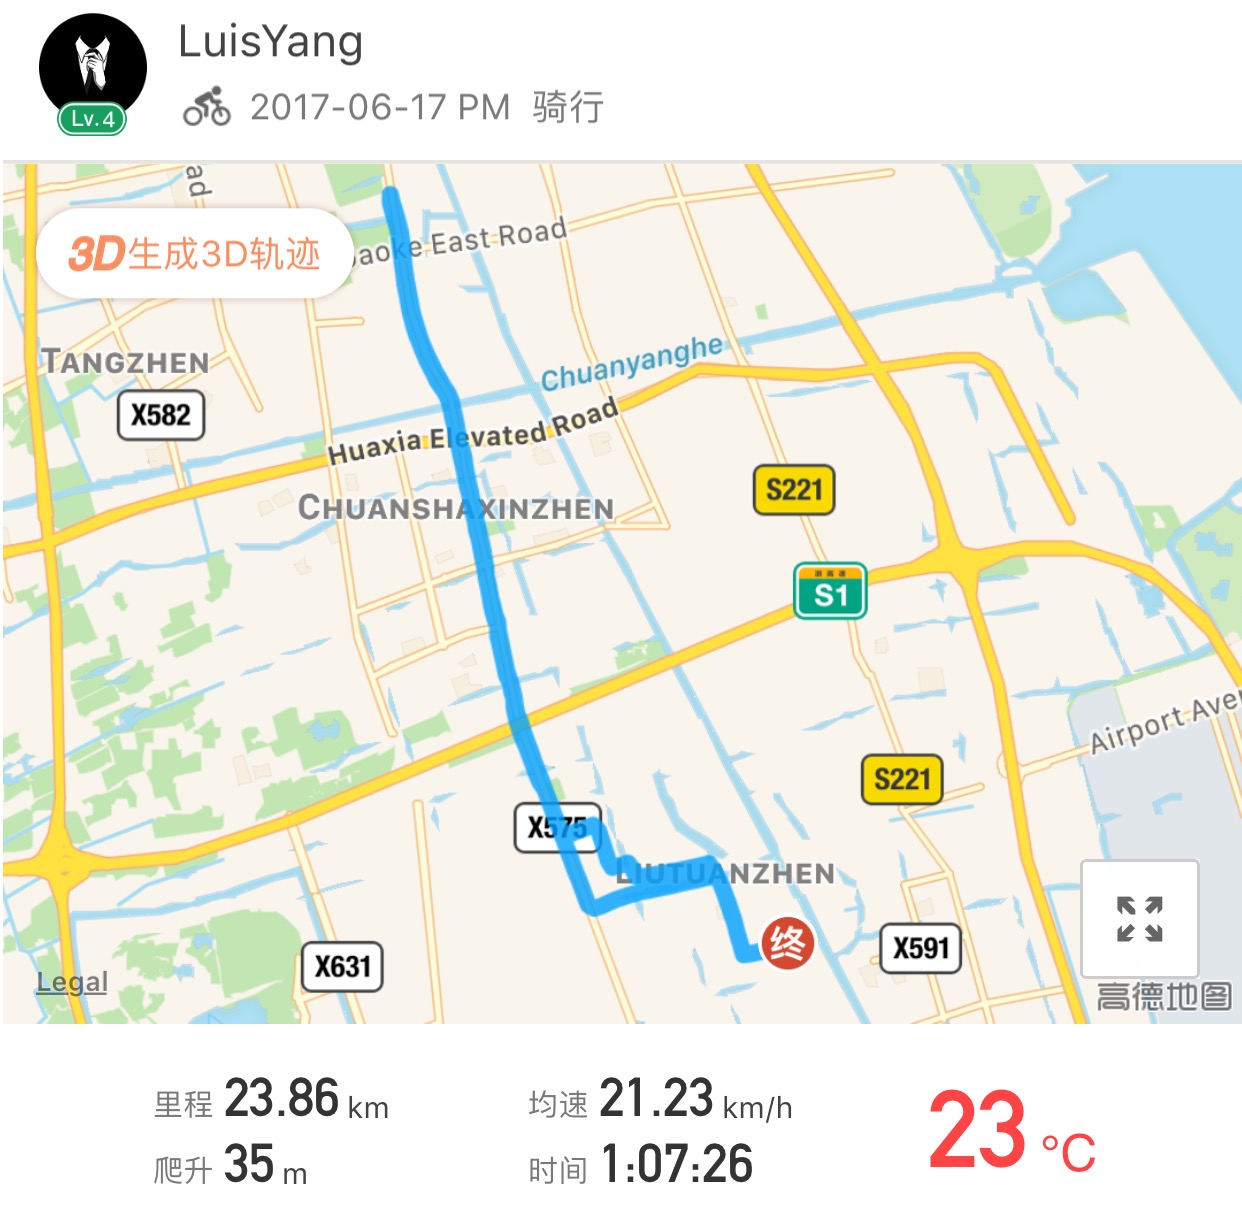 LuisYang
Lv.4
2017-06-17 PM 骑行
ad
3D生成3D轨迹
aoke East Road
TANGZHEN
X582
Chuanyanghe
Huaxia Elevated Road
CHUANSHAXINZHEN
S221
S1
Airport Ave
S221
X575
LIUTUANZHEN
终
X591
X631
Legal
高德地图
里程 23.86 km
均速 21.23 km/h
23 °C
爬升 35 m
时间 1:07:26